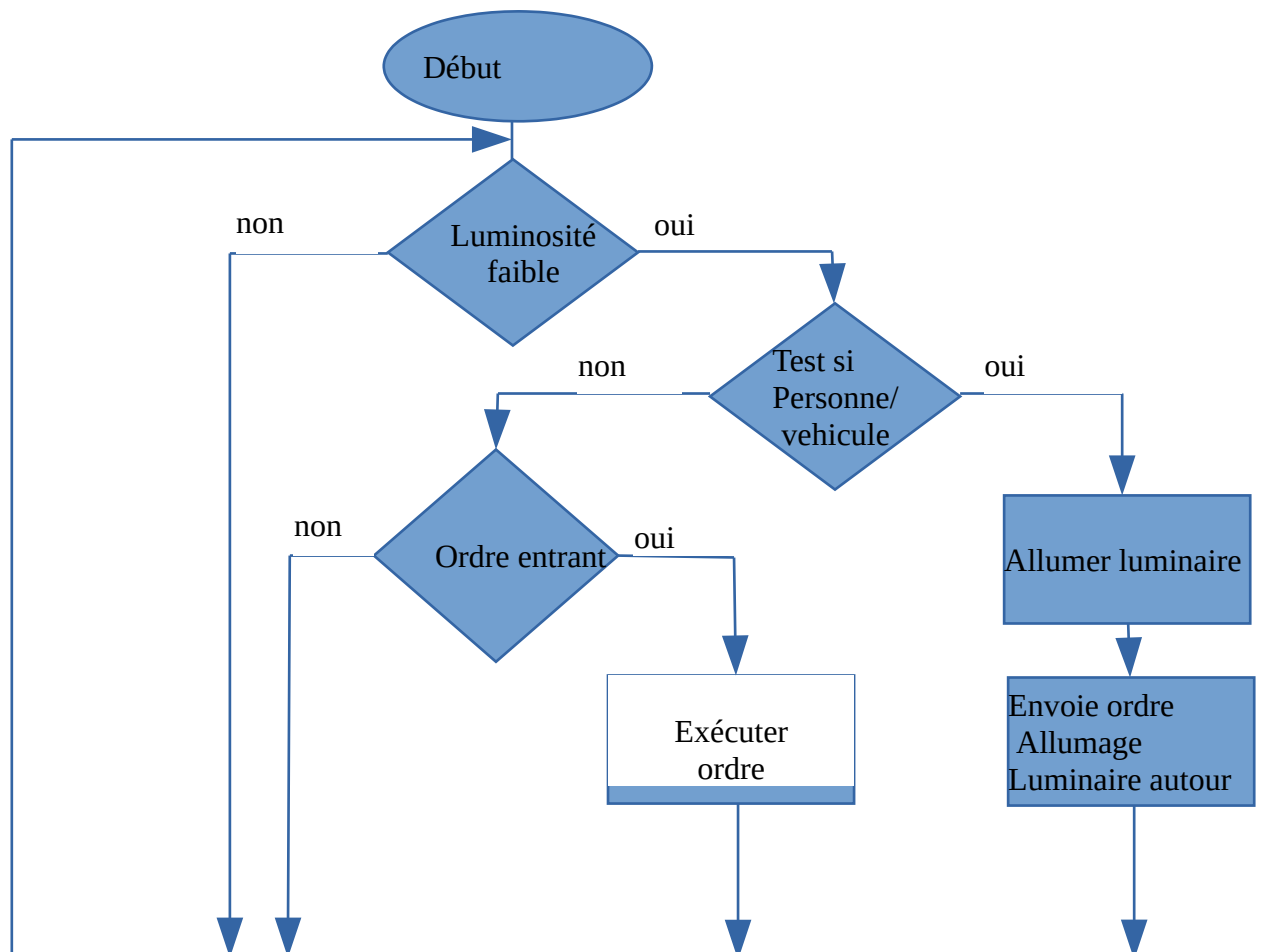 Début
non
oui
Luminosité
faible
non
Test si
Personne/
vehicule
oui
non
Ordre entrant
oui
Allumer luminaire
Exécuter
ordre
Envoie ordre
Allumage
Luminaire autour